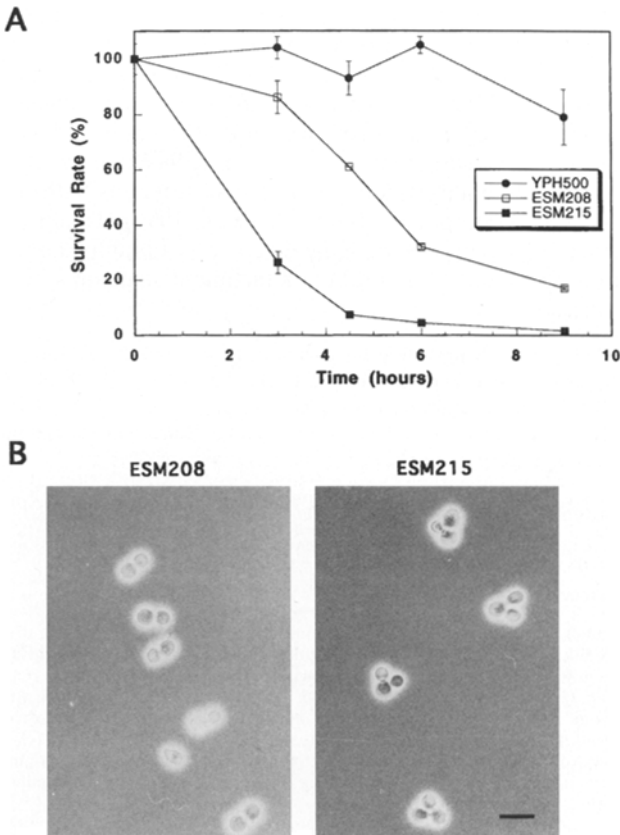 A
Survival Rate (%)
100
80
60
40
20
0
YPH500
ESM208
ESM215
0 2 4 6 8 10
Time (hours)
B
ESM208 ESM215